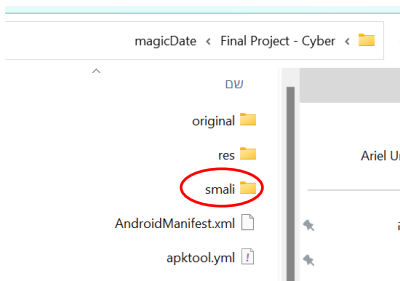 magicDate › Final Project - Cyber ›
שם
original
res
Ariel U
smali
AndroidManifest.xml
ה
apktool.yml